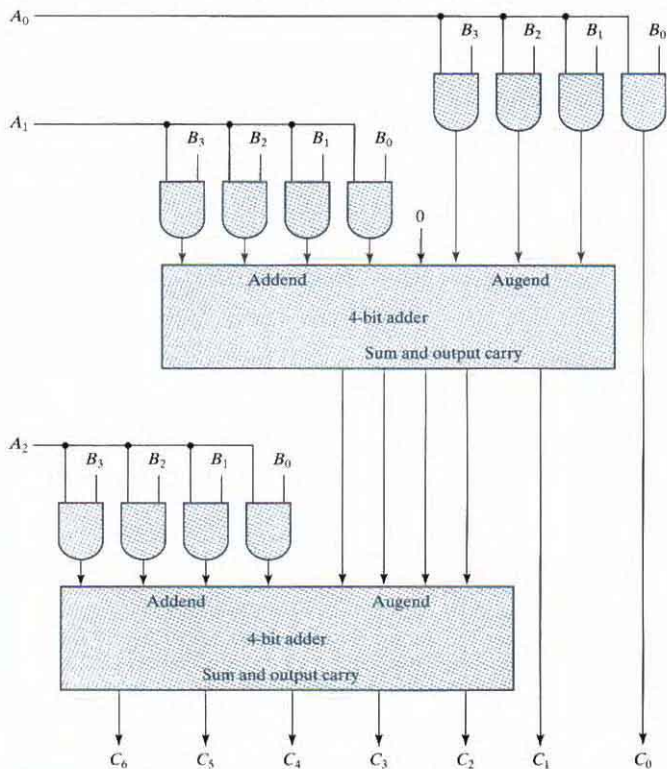 A₀
B₃ B₂ B₁ B₀
A₁
B₃ B₂ B₁ B₀
0
Addend Augend
4-bit adder
Sum and output carry
A₂
B₃ B₂ B₁ B₀
Addend Augend
4-bit adder
Sum and output carry
C₆ C₅ C₄ C₃ C₂ C₁ C₀